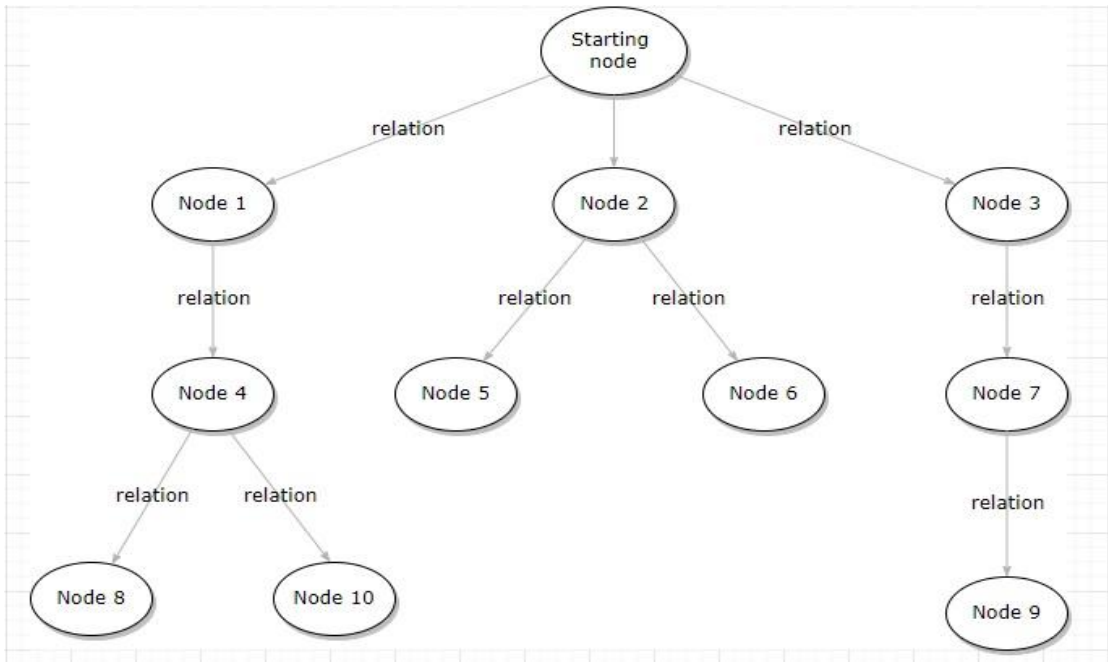 Starting
node
relation
relation
Node 1
Node 2
Node 3
relation
relation
relation
relation
Node 4
Node 5
Node 6
Node 7
relation
relation
relation
Node 8
Node 10
Node 9